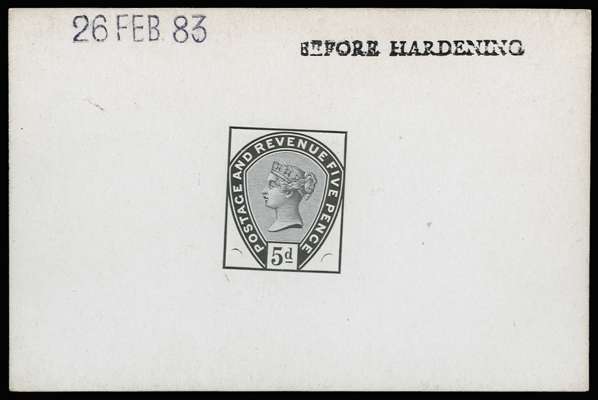 26 FEB. 83
BEFORE HARDENING
POSTAGE AND REVENUE FIVE PENCE
5d